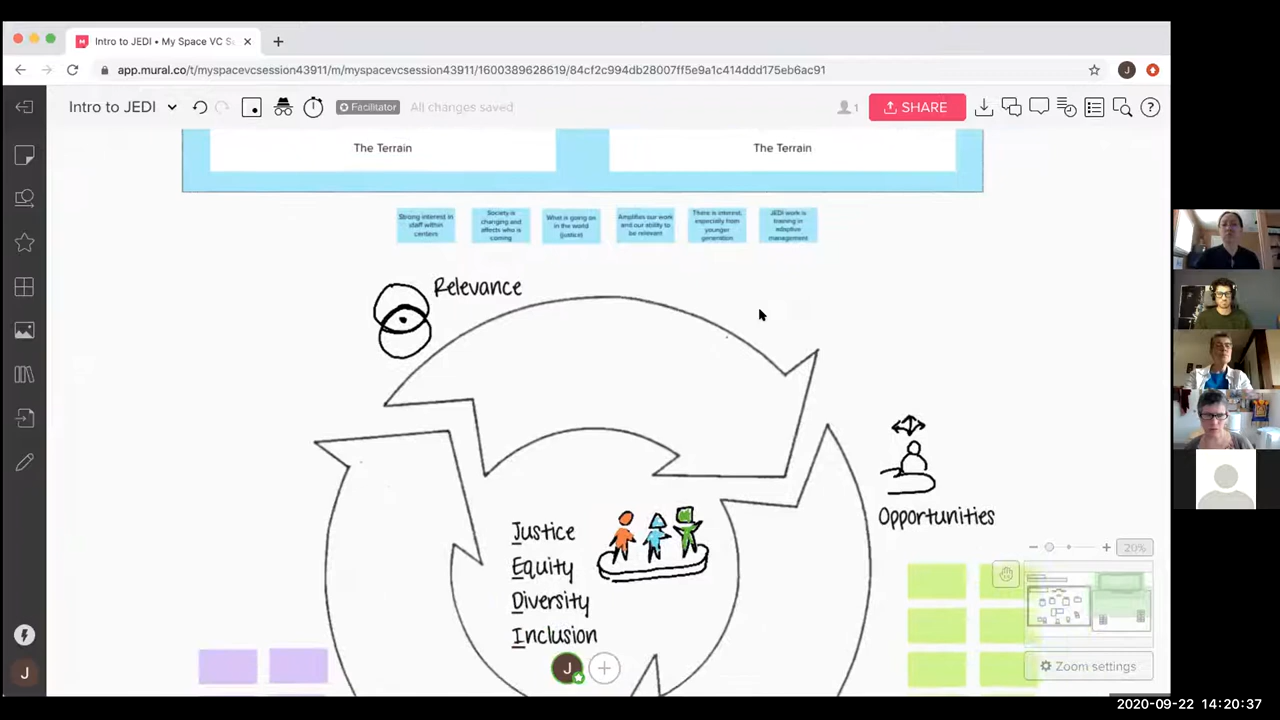 Intro to JEDI • My Space VC Se
app.mural.co/t/myspacevcsession43911/m/myspacevcsession43911/1600389628619/84cf2c994db28007ff5e9a1c414ddd175eb6ac91
J
Intro to JEDI
Facilitator
All changes saved
1
SHARE
The Terrain
The Terrain
Strong interest in
staff within
centers
Society is
changing and
affects who is
coming
What is going on
in the world
(justice)
Amplifies our work
and our ability to
be relevant
There is interest,
especially from
younger
generation
JEDI work is
training in
adaptive
management
Relevance
Opportunities
Justice
Equity
Diversity
Inclusion
20%
J
J
Zoom settings
2020-09-22 14:20:37